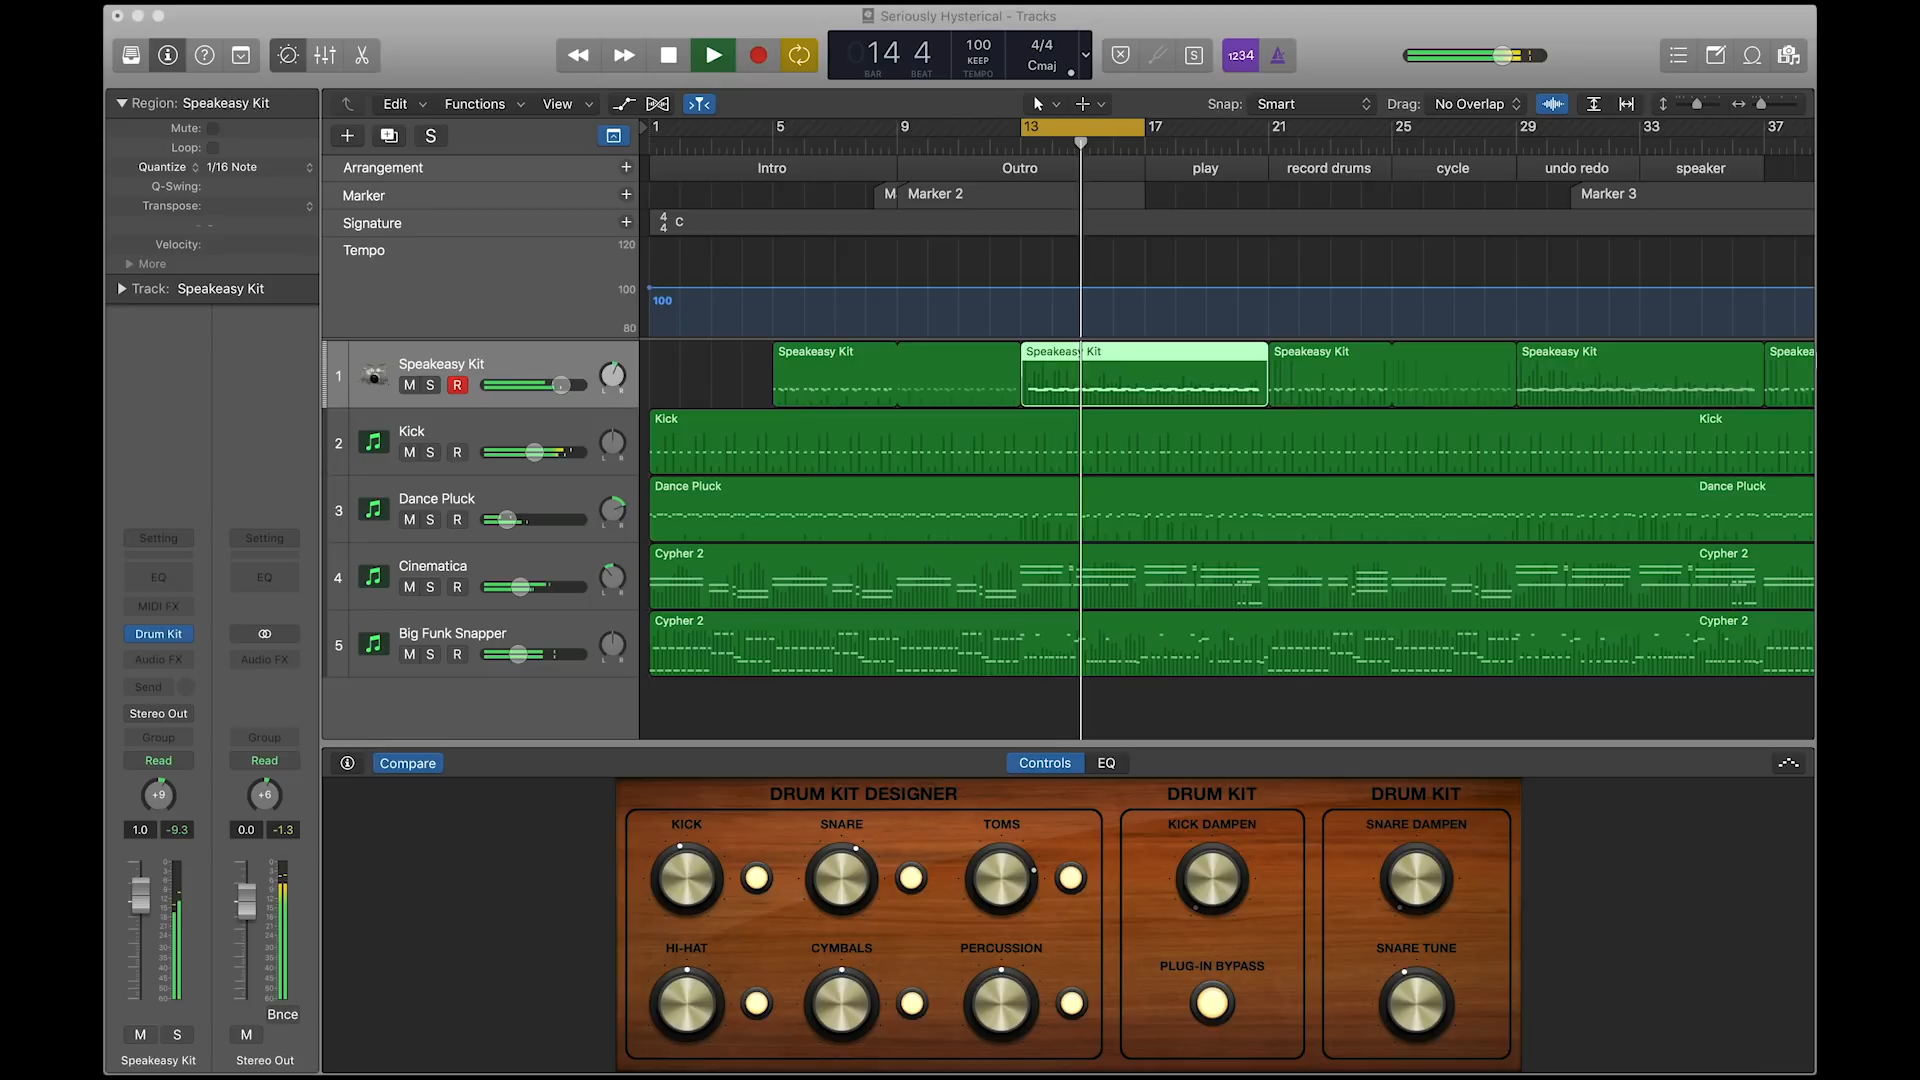 Seriously Hysterical - Tracks
14 4
BAR BEAT
100
KEEP
TEMPO
4/4
Cmaj
S
1234
Region: Speakeasy Kit
Mute:
Loop:
Quantize 1/16 Note
Q-Swing:
Transpose:
- -
Velocity:
More
Track: Speakeasy Kit
Edit Functions View
Snap: Smart
Drag: No Overlap
S
1 5 9 13 17 21 25 29 33 37
Arrangement
Intro Outro play record drums cycle undo redo speaker
Marker
M Marker 2 Marker 3
Signature
4
4 C
Tempo
120
100
80
100
1
Speakeasy Kit
M S R
L R
Speakeasy Kit Speakeasy Kit Speakeasy Kit Speakeasy Kit Speakea
2
Kick
M S R
L R
Kick Kick
3
Dance Pluck
M S R
L R
Dance Pluck Dance Pluck
4
Cinematica
M S R
L R
Cypher 2 Cypher 2
5
Big Funk Snapper
M S R
L R
Cypher 2 Cypher 2
Setting Setting
EQ EQ
MIDI FX
Drum Kit
Audio FX Audio FX
Send
Stereo Out
Group Group
Read Read
+9 +6
1.0 -9.3 0.0 -1.3
Bnce
M S M
Speakeasy Kit Stereo Out
Compare
Controls EQ
DRUM KIT DESIGNER
KICK SNARE TOMS
HI-HAT CYMBALS PERCUSSION
DRUM KIT
KICK DAMPEN
PLUG-IN BYPASS
DRUM KIT
SNARE DAMPEN
SNARE TUNE